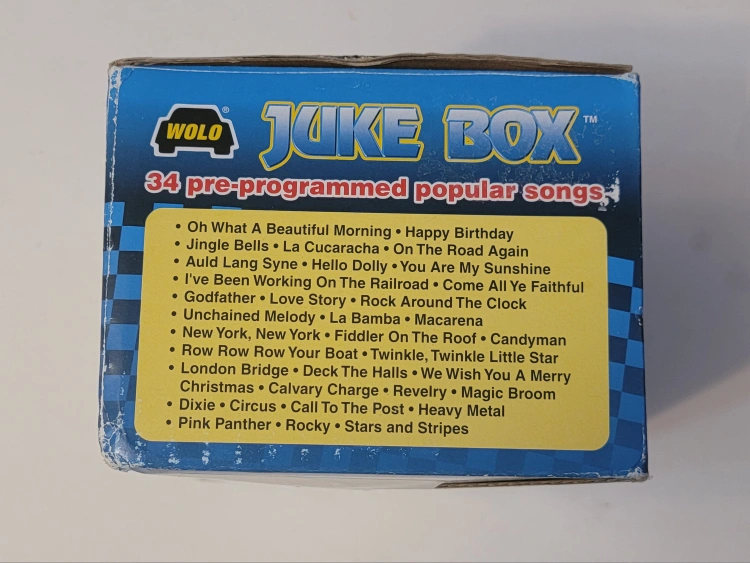 WOLO ® JUKE BOX ™
34 pre-programmed popular songs
• Oh What A Beautiful Morning • Happy Birthday
• Jingle Bells • La Cucaracha • On The Road Again
• Auld Lang Syne • Hello Dolly • You Are My Sunshine
• I've Been Working On The Railroad • Come All Ye Faithful
• Godfather • Love Story • Rock Around The Clock
• Unchained Melody • La Bamba • Macarena
• New York, New York • Fiddler On The Roof • Candyman
• Row Row Row Your Boat • Twinkle, Twinkle Little Star
• London Bridge • Deck The Halls • We Wish You A Merry
Christmas • Calvary Charge • Revelry • Magic Broom
• Dixie • Circus • Call To The Post • Heavy Metal
• Pink Panther • Rocky • Stars and Stripes